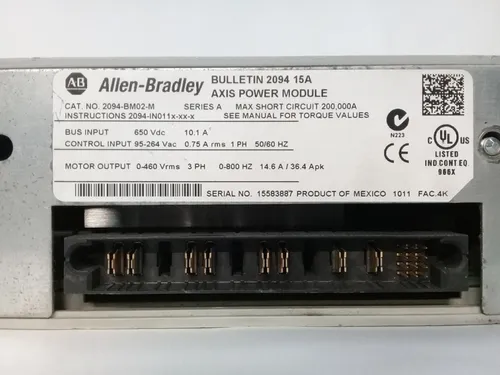 AB Allen-Bradley
BULLETIN 2094 15A
AXIS POWER MODULE
CAT. NO. 2094-BM02-M SERIES A MAX SHORT CIRCUIT 200,000A
INSTRUCTIONS 2094-IN011x-xx-x SEE MANUAL FOR TORQUE VALUES
BUS INPUT 650 Vdc 10.1 A
CONTROL INPUT 95-264 Vac 0.75 A rms 1 PH 50/60 HZ
MOTOR OUTPUT 0-460 Vrms 3 PH 0-800 HZ 14.6 A / 36.4 Apk
N223
C UL US
LISTED
IND CONT EQ.
966X
SERIAL NO. 15583887 PRODUCT OF MEXICO 1011 FAC.4K